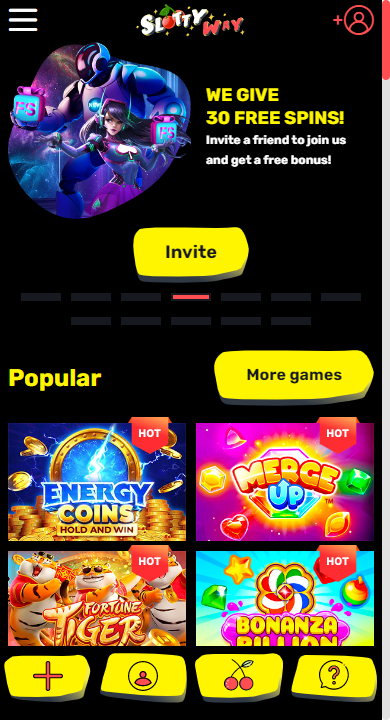 SLOTTY WAY
FS
FS
WE GIVE
30 FREE SPINS!
Invite a friend to join us
and get a free bonus!
Invite
Popular
More games
HOT
HOT
ENERGY
COINS
HOLD AND WIN
MERGE
UP
TM
HOT
HOT
FORTUNE
TIGER
BONANZA
BILLION
?